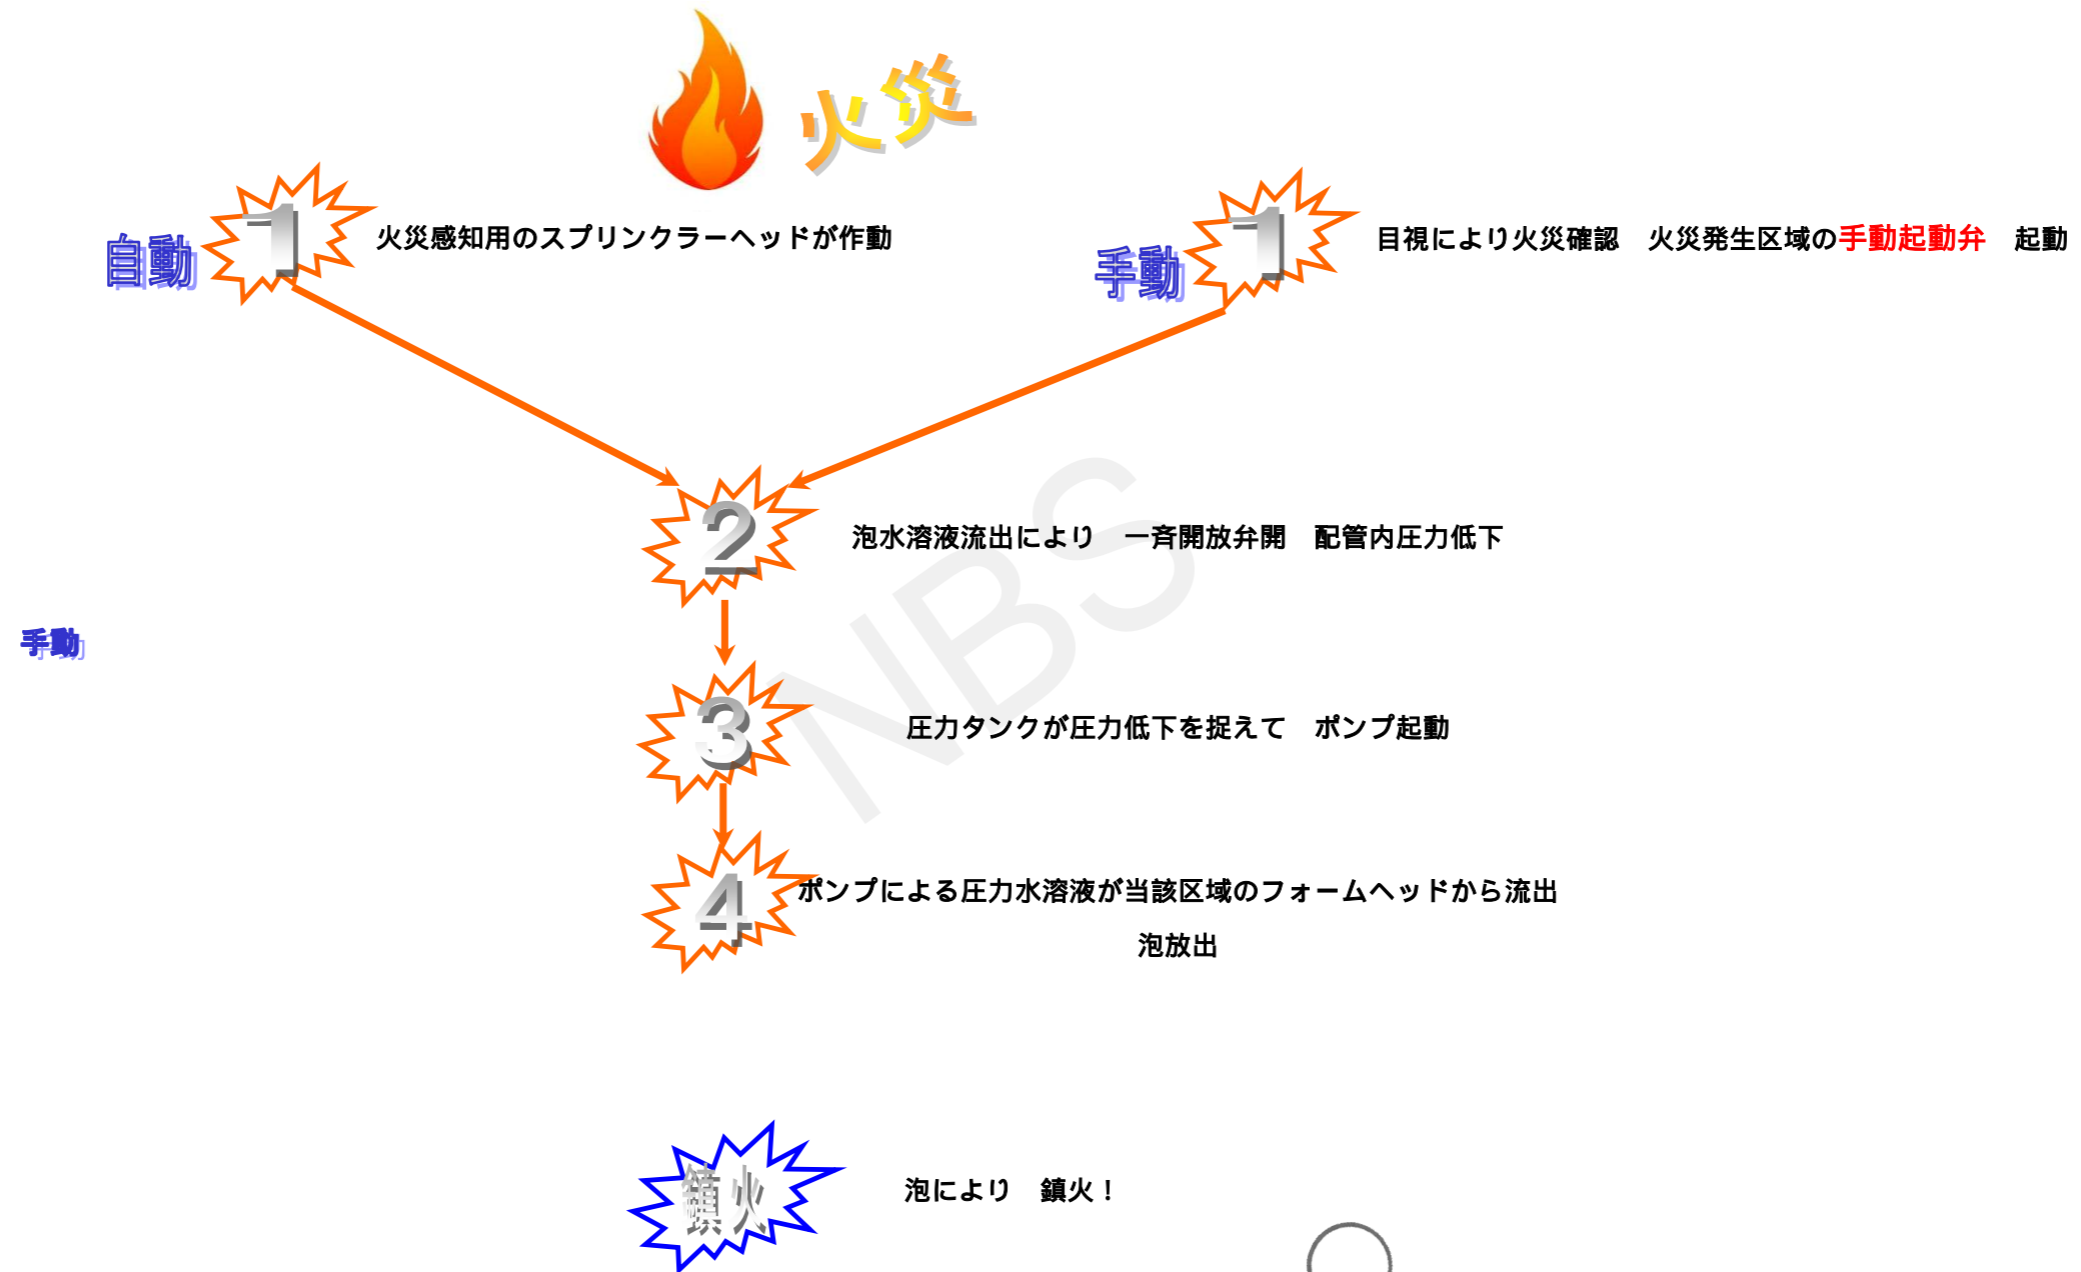 火災
自動
1
火災感知用のスプリンクラーヘッドが作動
手動
1
目視により火災確認　火災発生区域の手動起動弁　起動
2
泡水溶液流出により　一斉開放弁開　配管内圧力低下
手動
3
圧力タンクが圧力低下を捉えて　ポンプ起動
4
ポンプによる圧力水溶液が当該区域のフォームヘッドから流出
泡放出
鎮火
泡により　鎮火！
NBS